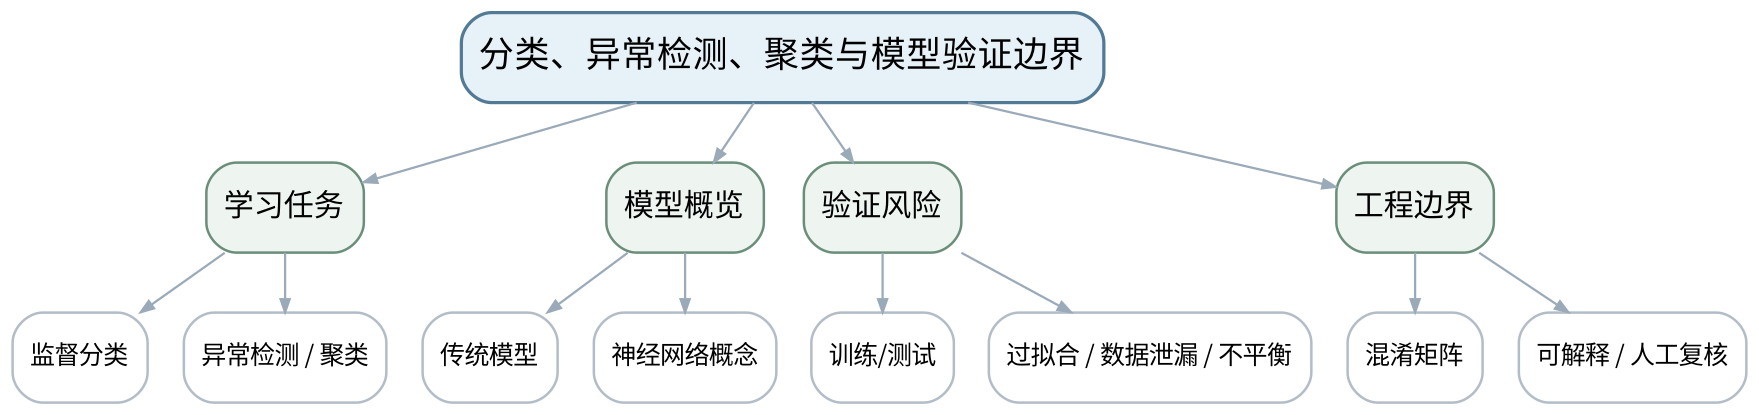 分类、异常检测、聚类与模型验证边界
学习任务
模型概览
验证风险
工程边界
监督分类
异常检测 / 聚类
传统模型
神经网络概念
训练/测试
过拟合 / 数据泄漏 / 不平衡
混淆矩阵
可解释 / 人工复核